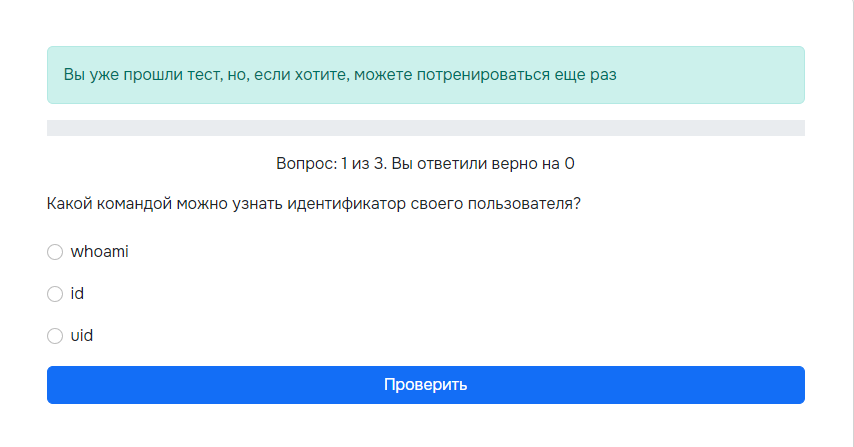 Вы уже прошли тест, но, если хотите, можете потренироваться еще раз
Вопрос: 1 из 3. Вы ответили верно на 0
Какой командой можно узнать идентификатор своего пользователя?
whoami
id
uid
Проверить